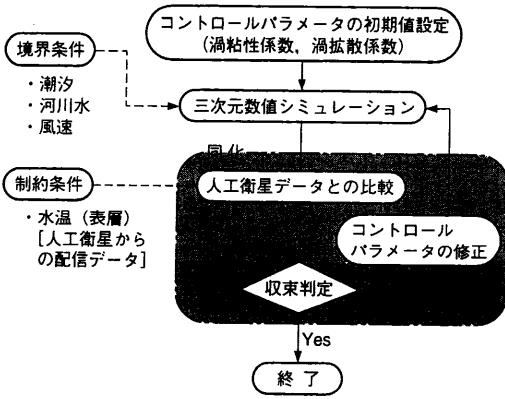 コントロールパラメータの初期値設定
(渦粘性係数,渦拡散係数)
境界条件
・潮汐
・河川水
・風速
三次元数値シミュレーション
同化
制約条件
・水温(表層)
[人工衛星から
の配信データ]
人工衛星データとの比較
コントロール
パラメータの修正
収束判定
Yes
終 了